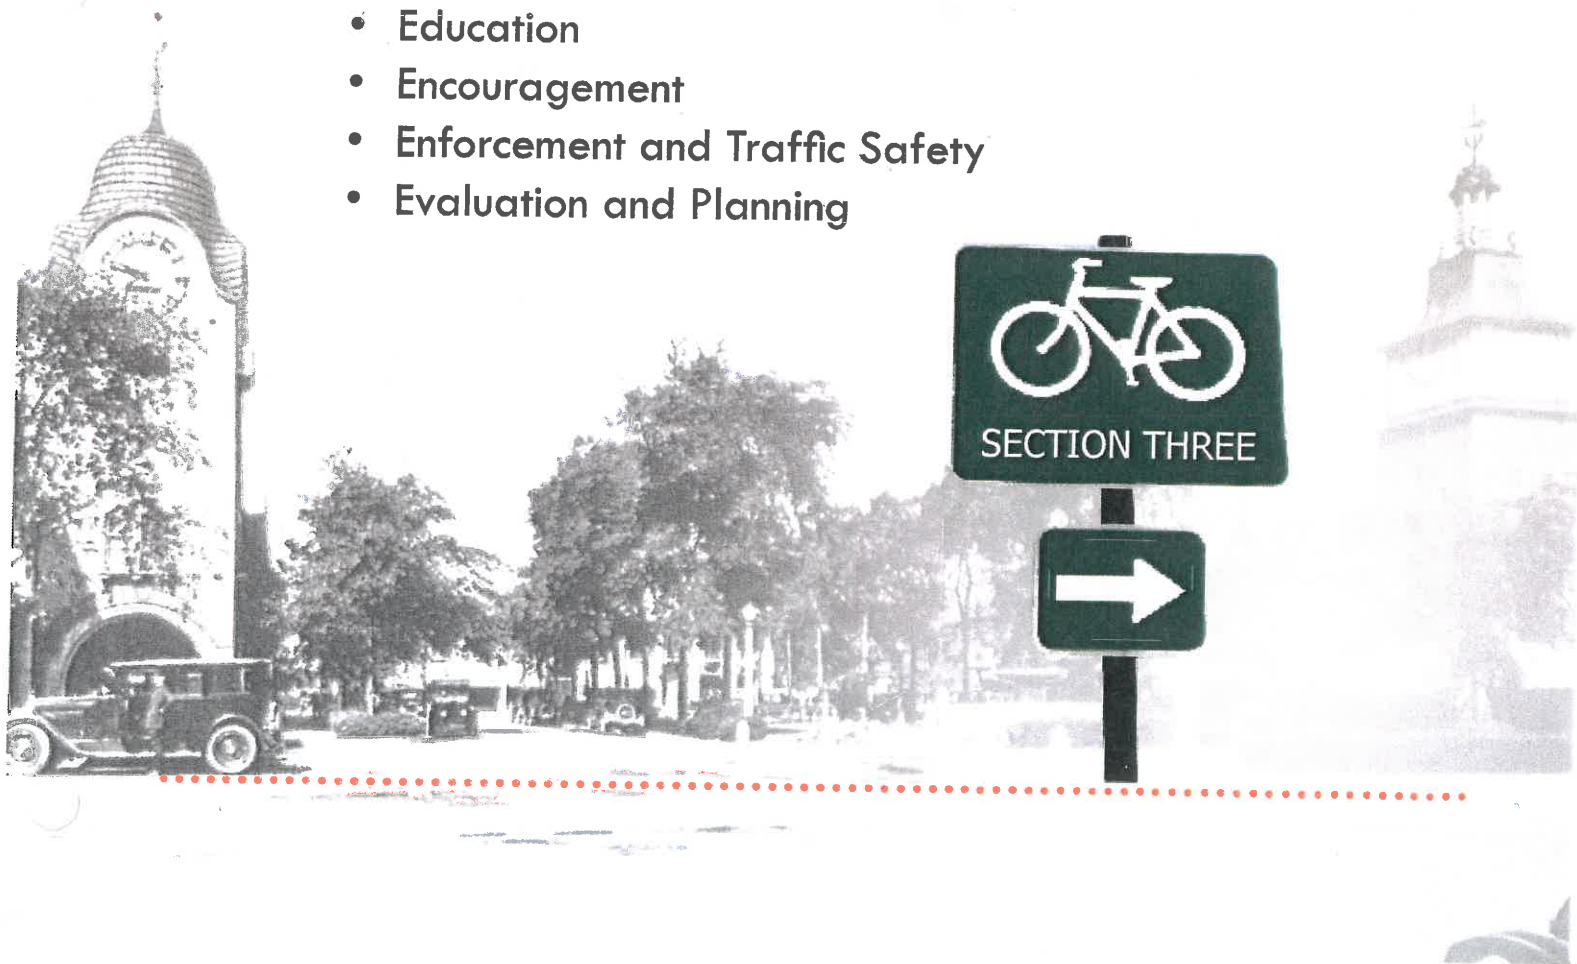 • Education
• Encouragement
• Enforcement and Traffic Safety
• Evaluation and Planning
SECTION THREE